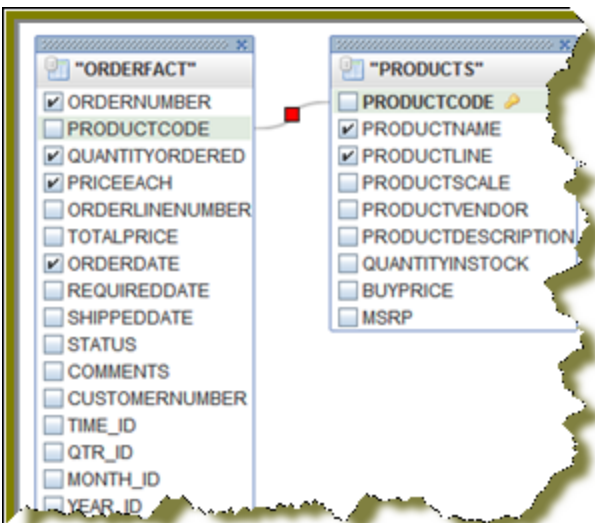 "ORDERFACT"
ORDERNUMBER
PRODUCTCODE
QUANTITYORDERED
PRICEEACH
ORDERLINENUMBER
TOTALPRICE
ORDERDATE
REQUIREDDATE
SHIPPEDDATE
STATUS
COMMENTS
CUSTOMERNUMBER
TIME_ID
QTR_ID
MONTH_ID
YEAR_ID
"PRODUCTS"
PRODUCTCODE
PRODUCTNAME
PRODUCTLINE
PRODUCTSCALE
PRODUCTVENDOR
PRODUCTDESCRIPTION
QUANTITYINSTOCK
BUYPRICE
MSRP